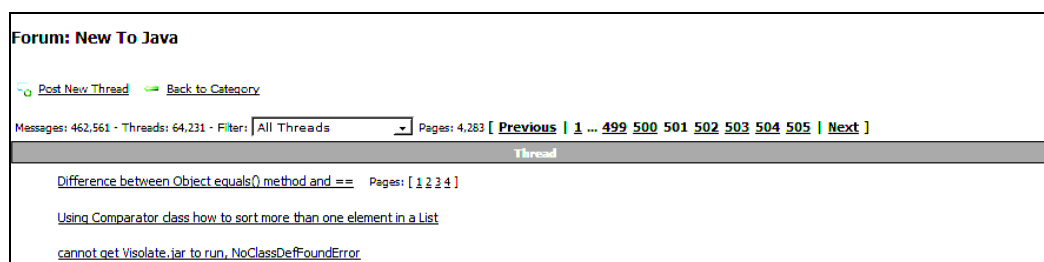 Forum: New To Java
Post New Thread Back to Category
Messages: 462,561 - Threads: 64,231 - Filter: All Threads Pages: 4,283 [ Previous | 1 ... 499 500 501 502 503 504 505 | Next ]
Thread
Difference between Object equals() method and == Pages: [ 1 2 3 4 ]
Using Comparator class how to sort more than one element in a List
cannot get Visolate.jar to run, NoClassDefFoundError